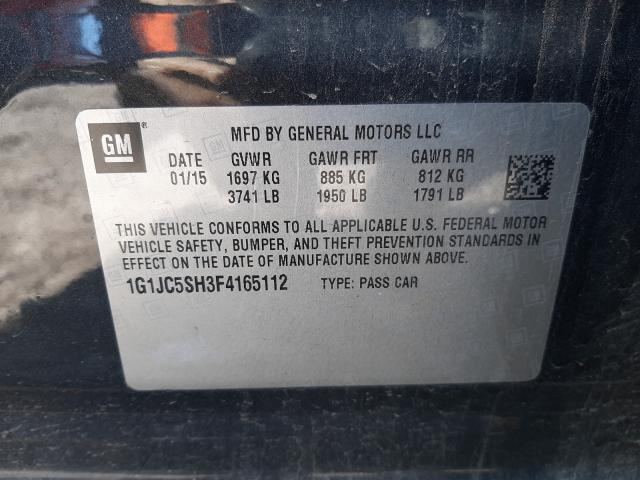 GM ® MFD BY GENERAL MOTORS LLC
DATE GVWR GAWR FRT GAWR RR
01/15 1697 KG 885 KG 812 KG
3741 LB 1950 LB 1791 LB
THIS VEHICLE CONFORMS TO ALL APPLICABLE U.S. FEDERAL MOTOR
VEHICLE SAFETY, BUMPER, AND THEFT PREVENTION STANDARDS IN
EFFECT ON THE DATE OF MANUFACTURE SHOWN ABOVE.
1G1JC5SH3F4165112 TYPE: PASS CAR